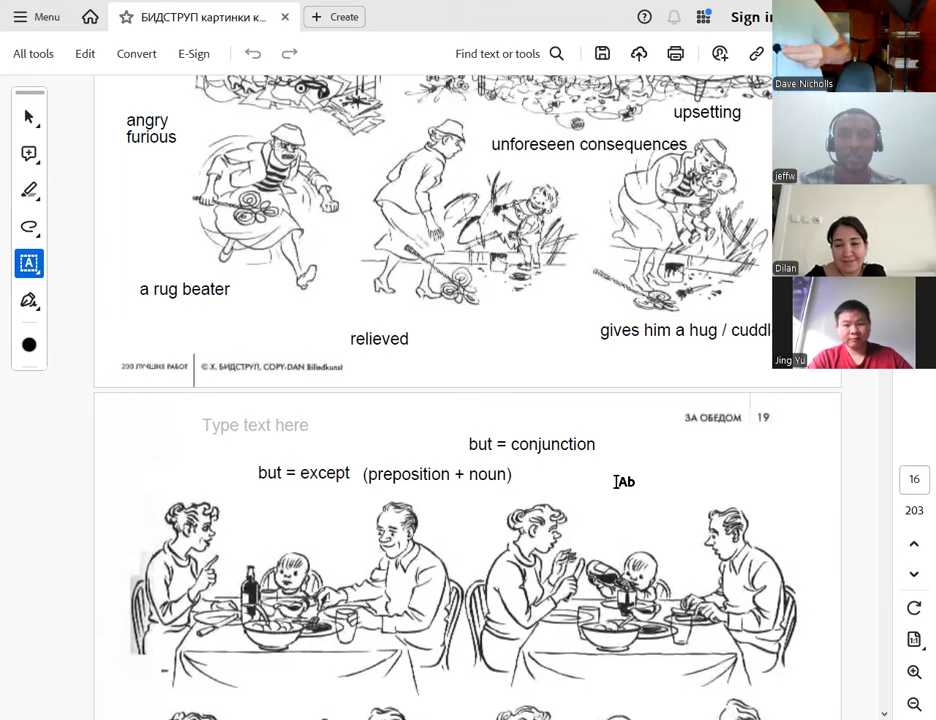 Menu
БИДСТРУП картинки к...
Create
Sign in
All tools
Edit
Convert
E-Sign
Find text or tools
angry
furious
upsetting
unforeseen consequences
a rug beater
relieved
gives him a hug / cuddl
200 ЛУЧШИХ РАБОТ
© Х. БИДСТРУП, COPY-DAN Billedkunst
Type text here
ЗА ОБЕДОМ 19
but = conjunction
but = except (preposition + noun)
Ab
16
203
Dave Nicholls
jeffw
Dilan
Jing Yu